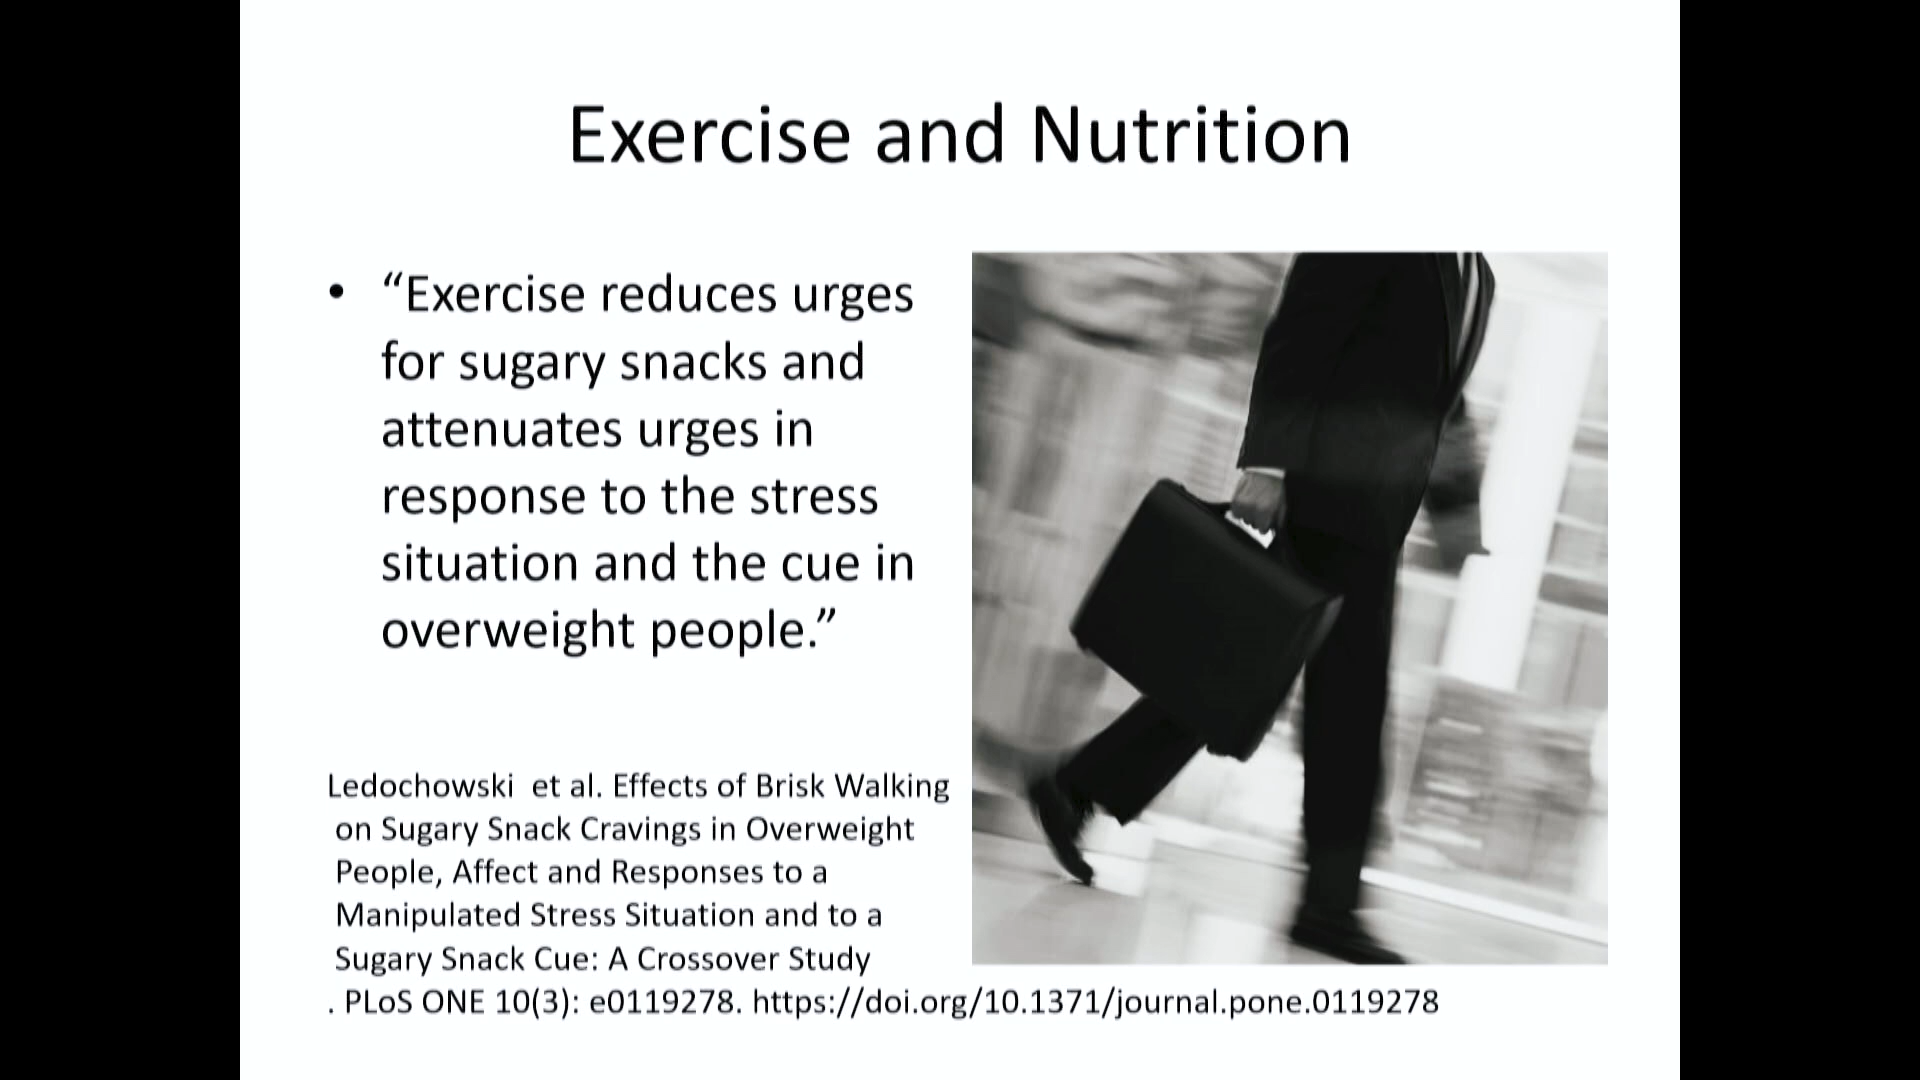 Exercise and Nutrition
• “Exercise reduces urges
for sugary snacks and
attenuates urges in
response to the stress
situation and the cue in
overweight people.”
Ledochowski  et al. Effects of Brisk Walking
on Sugary Snack Cravings in Overweight
People, Affect and Responses to a
Manipulated Stress Situation and to a
Sugary Snack Cue: A Crossover Study
. PLoS ONE 10(3): e0119278. https://doi.org/10.1371/journal.pone.0119278